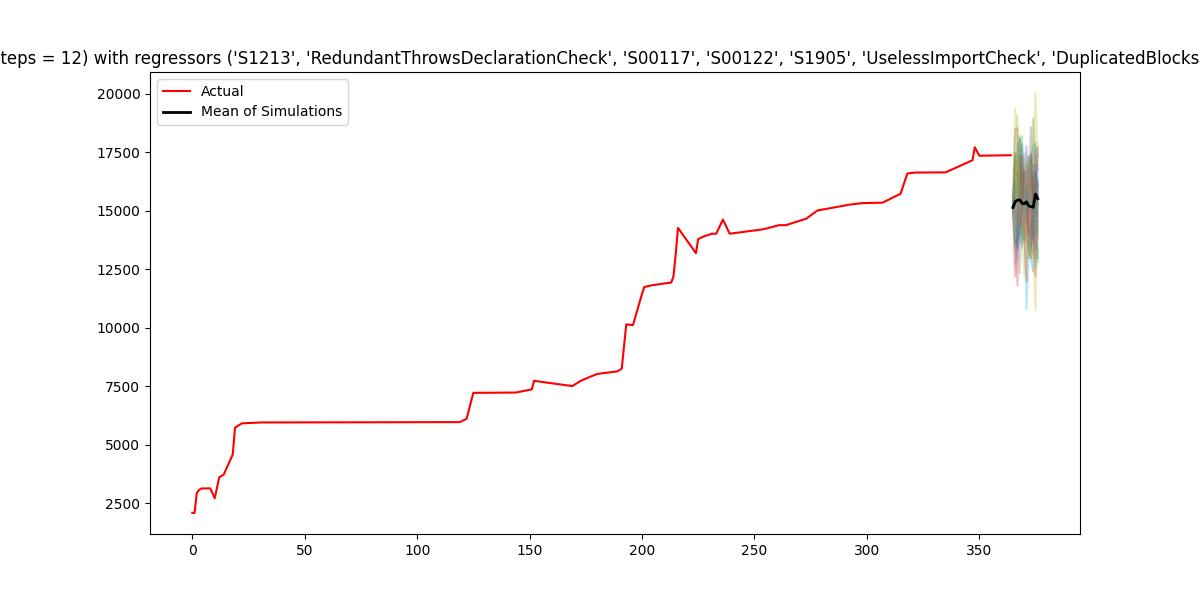 teps = 12) with regressors ('S1213', 'RedundantThrowsDeclarationCheck', 'S00117', 'S00122', 'S1905', 'UselessImportCheck', 'DuplicatedBlocks
Actual
Mean of Simulations
20000
17500
15000
12500
10000
7500
5000
2500
0 50 100 150 200 250 300 350